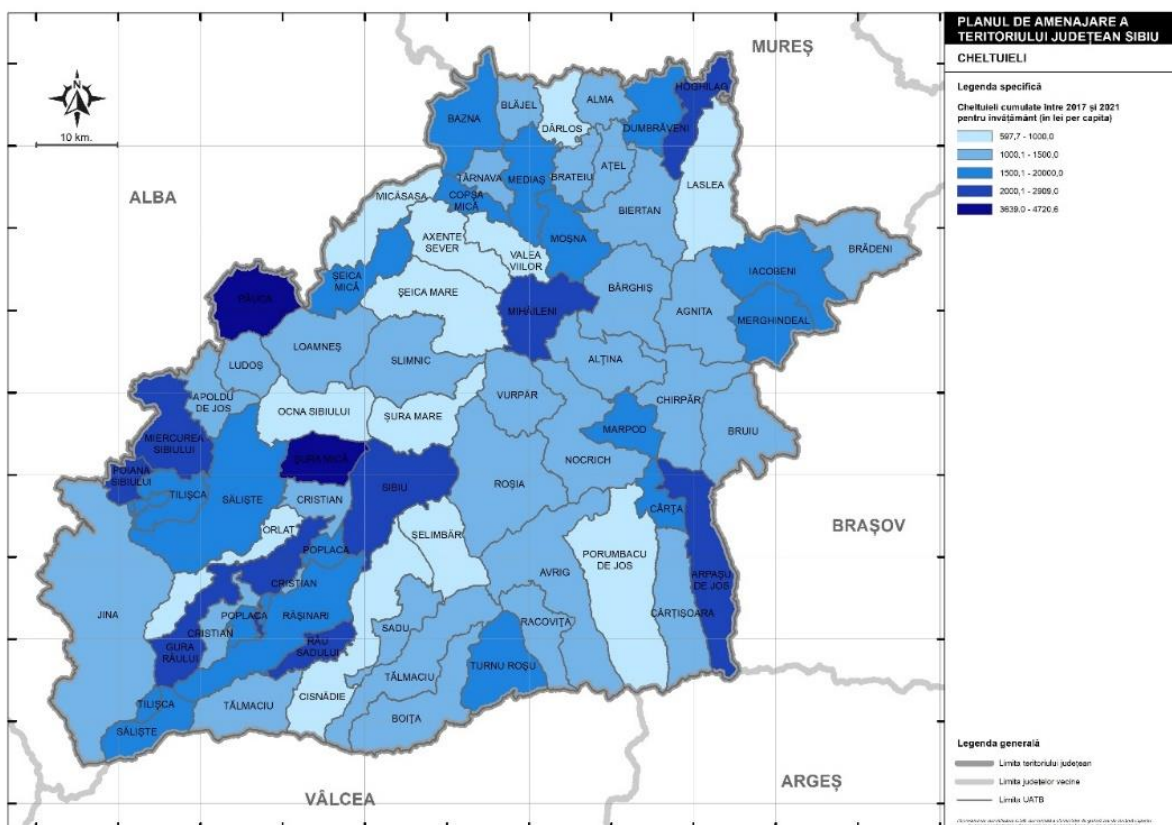 PLANUL DE AMENAJARE A
TERITORIULUI JUDEȚEAN SIBIU
CHELTUIELI
Legenda specifică
Cheltuieli cumulate între 2017 și 2021
pentru învățământ (în lei per capita)
597,7 - 1000,0
1000,1 - 1500,0
1500,1 - 20000,0
2000,1 - 2909,0
3639,0 - 4720,6
N
10 km.
MUREȘ
ALBA
BRAȘOV
ARGEȘ
VÂLCEA
HOGHILAG
BLĂJEL
ALMA
BAZNA
DÂRLOS
DUMBRĂVENI
AȚEL
TÂRNAVA
MEDIAȘ
BRATEIU
LASLEA
MICĂSASA
COPȘA
MICĂ
BIERTAN
AXENTE
SEVER
MOȘNA
BRĂDENI
VALEA
VIILOR
IACOBENI
ȘEICA
MICĂ
BÂRGHIȘ
ȘEICA MARE
PĂUCA
MIHĂILENI
AGNITA
MERGHINDEAL
LOAMNEȘ
SLIMNIC
ALȚINA
LUDOȘ
APOLDU
DE JOS
VURPĂR
CHIRPĂR
OCNA SIBIULUI
ȘURA MARE
MARPOD
BRUIU
MIERCUREA
SIBIULUI
ȘURA MICĂ
NOCRICH
POIANA
SIBIULUI
SIBIU
ROȘIA
TILIȘCA
SĂLIȘTE
CRISTIAN
CÂRȚA
ORLAT
ȘELIMBĂR
POPLACA
PORUMBACU
DE JOS
AVRIG
ARPAȘU
DE JOS
CRISTIAN
JINA
POPLACA
RĂȘINARI
CÂRȚIȘOARA
RACOVIȚA
SADU
CRISTIAN
RÂU
SADULUI
GURA
RÂULUI
TURNU ROȘU
TĂLMACIU
CISNĂDIE
TILIȘCA
TĂLMACIU
BOIȚA
SĂLIȘTE
Legenda generală
Limita teritoriului județean
Limita județelor vecine
Limita UATB